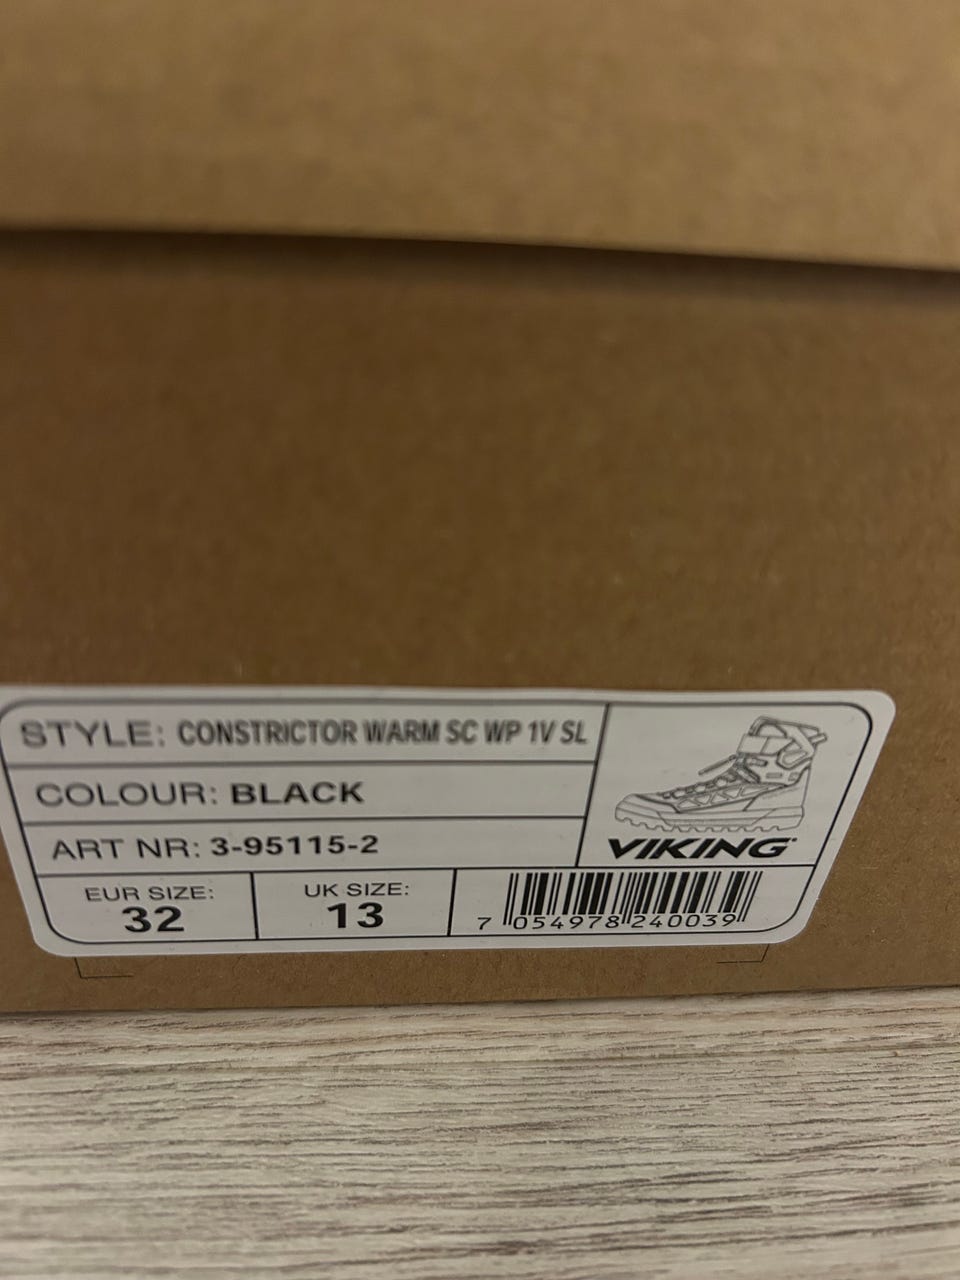 STYLE: CONSTRICTOR WARM SC WP 1V SL
COLOUR: BLACK
ART NR: 3-95115-2
VIKING®
EUR SIZE:
32
UK SIZE:
13
7 054978 240039